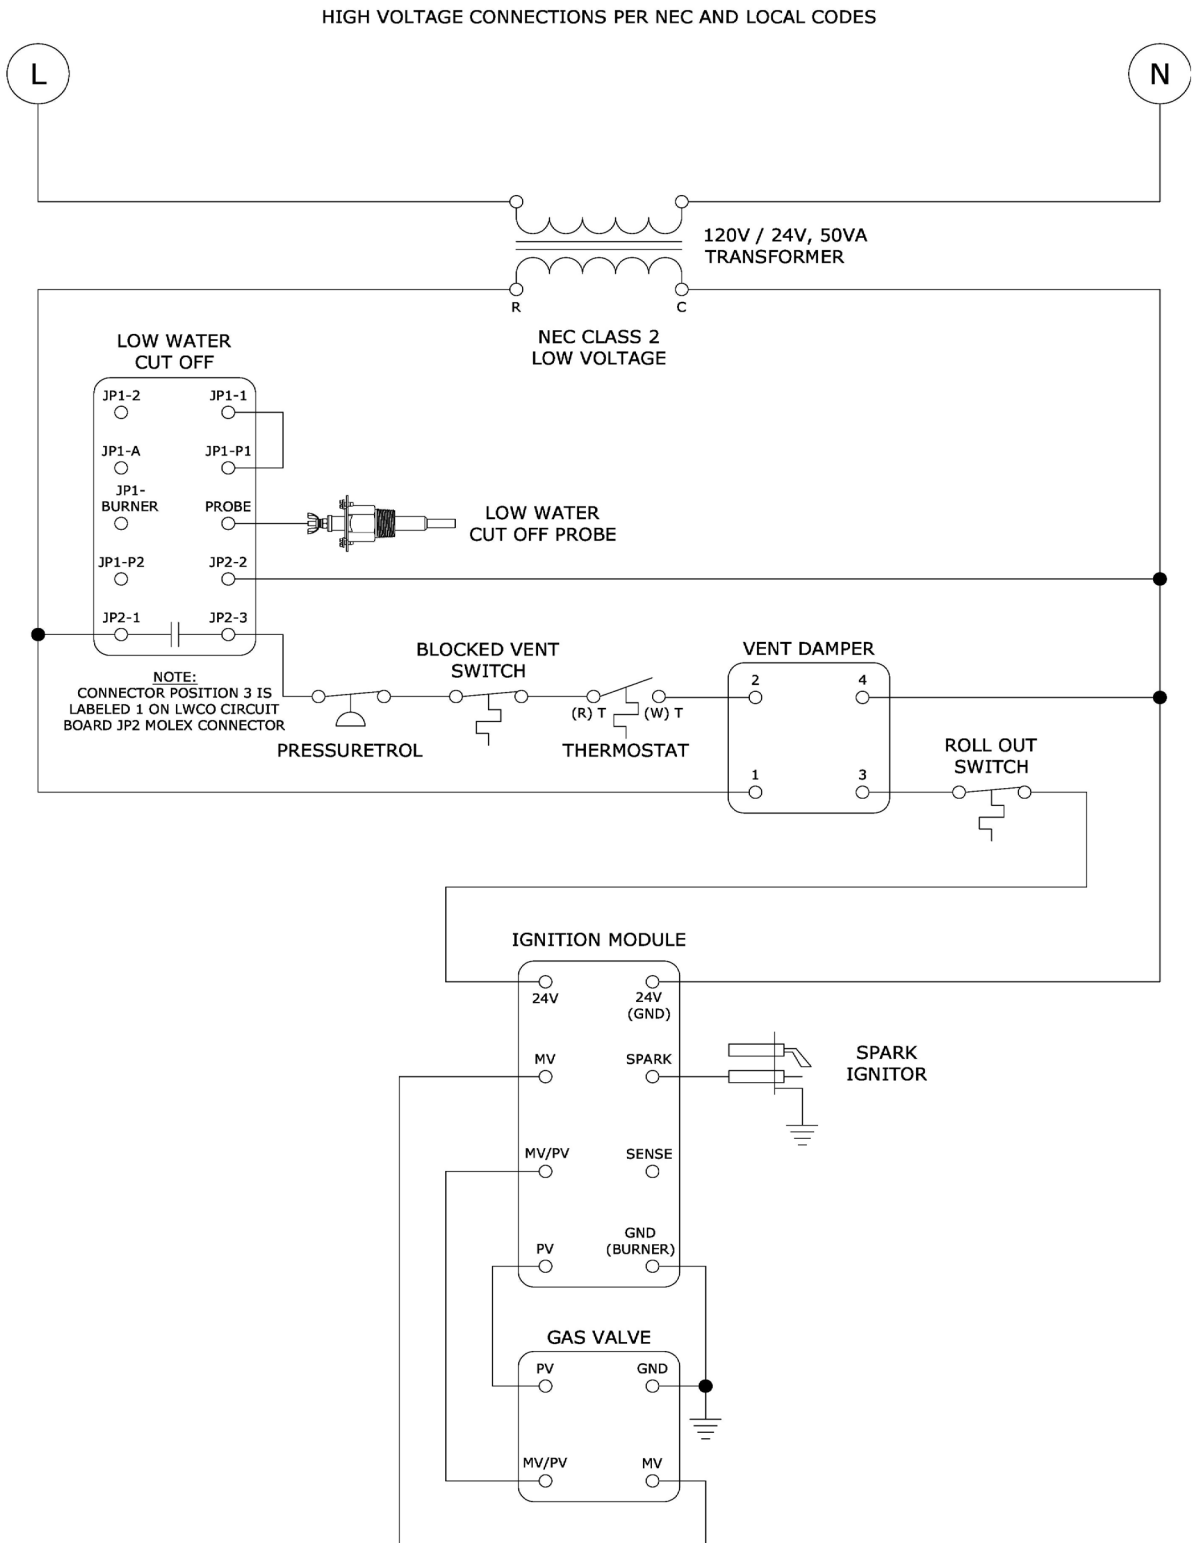 HIGH VOLTAGE CONNECTIONS PER NEC AND LOCAL CODES
L
N
120V / 24V, 50VA
TRANSFORMER
R
C
NEC CLASS 2
LOW VOLTAGE
LOW WATER
CUT OFF
JP1-2
JP1-1
JP1-A
JP1-P1
JP1-
BURNER
PROBE
LOW WATER
CUT OFF PROBE
JP1-P2
JP2-2
JP2-1
JP2-3
NOTE:
CONNECTOR POSITION 3 IS
LABELED 1 ON LWCO CIRCUIT
BOARD JP2 MOLEX CONNECTOR
PRESSURETROL
BLOCKED VENT
SWITCH
(R) T
(W) T
THERMOSTAT
VENT DAMPER
2
4
1
3
ROLL OUT
SWITCH
IGNITION MODULE
24V
24V
(GND)
MV
SPARK
SPARK
IGNITOR
MV/PV
SENSE
PV
GND
(BURNER)
GAS VALVE
PV
GND
MV/PV
MV